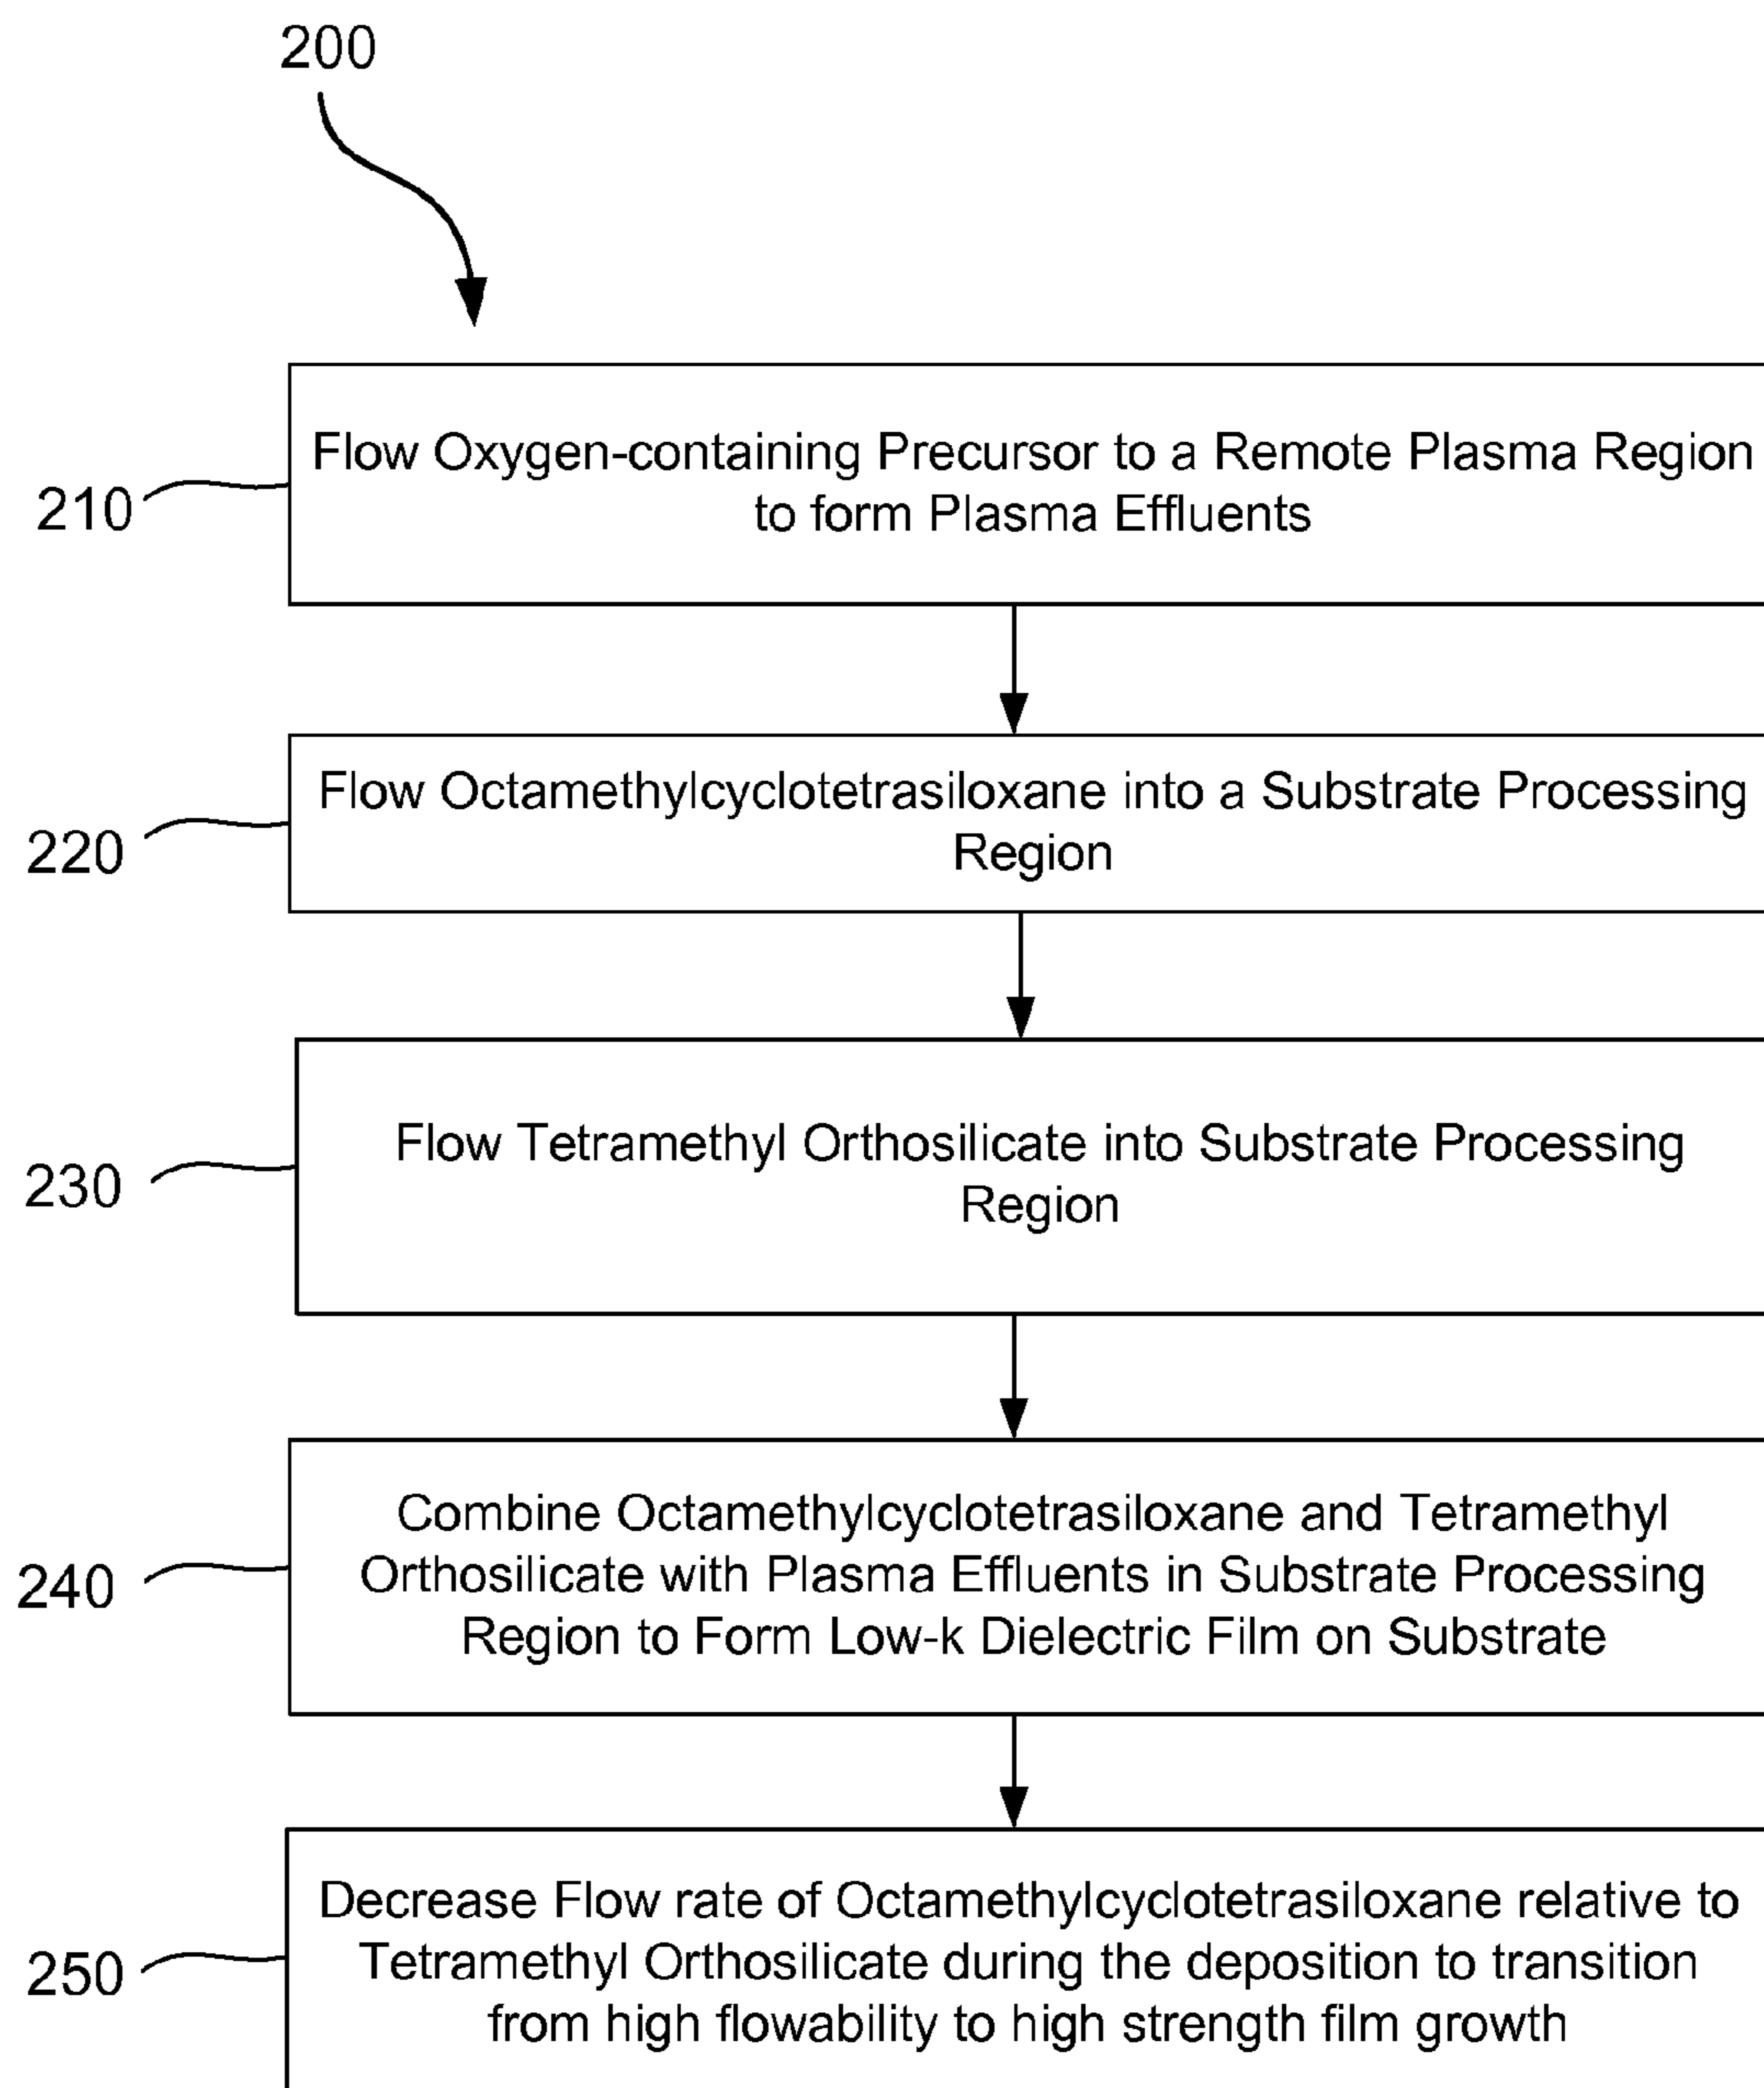 200
210
Flow Oxygen-containing Precursor to a Remote Plasma Region
to form Plasma Effluents
220
Flow Octamethylcyclotetrasiloxane into a Substrate Processing
Region
230
Flow Tetramethyl Orthosilicate into Substrate Processing
Region
240
Combine Octamethylcyclotetrasiloxane and Tetramethyl
Orthosilicate with Plasma Effluents in Substrate Processing
Region to Form Low-k Dielectric Film on Substrate
250
Decrease Flow rate of Octamethylcyclotetrasiloxane relative to
Tetramethyl Orthosilicate during the deposition to transition
from high flowability to high strength film growth